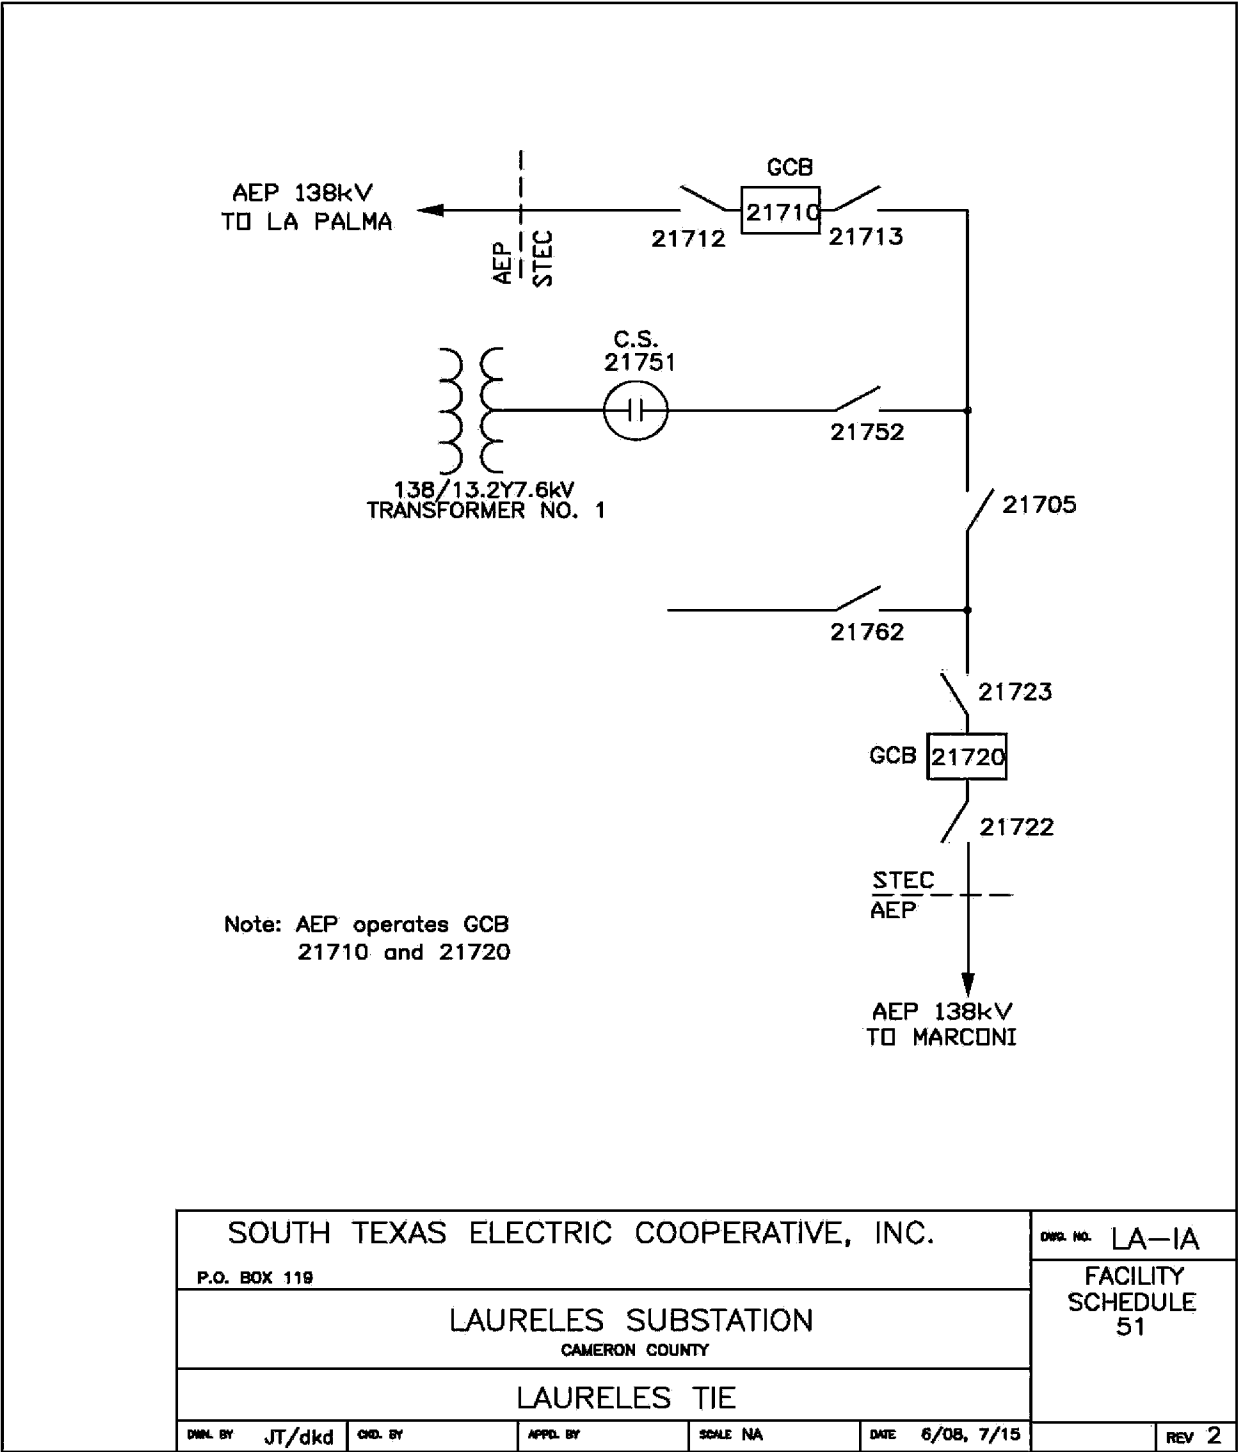 AEP 138kV
TO LA PALMA
AEP
STEC
GCB
21710
21712
21713
C.S.
21751
21752
138/13.2Y7.6kV
TRANSFORMER NO. 1
21705
21762
21723
GCB 21720
21722
STEC
AEP
Note: AEP operates GCB
21710 and 21720
AEP 138kV
TO MARCONI
SOUTH TEXAS ELECTRIC COOPERATIVE, INC.
P.O. BOX 119
DWG. NO. LA-IA
FACILITY
SCHEDULE
51
LAURELES SUBSTATION
CAMERON COUNTY
LAURELES TIE
DWN. BY JT/dkd
CKD. BY
APPD. BY
SCALE NA
DATE 6/08, 7/15
REV 2